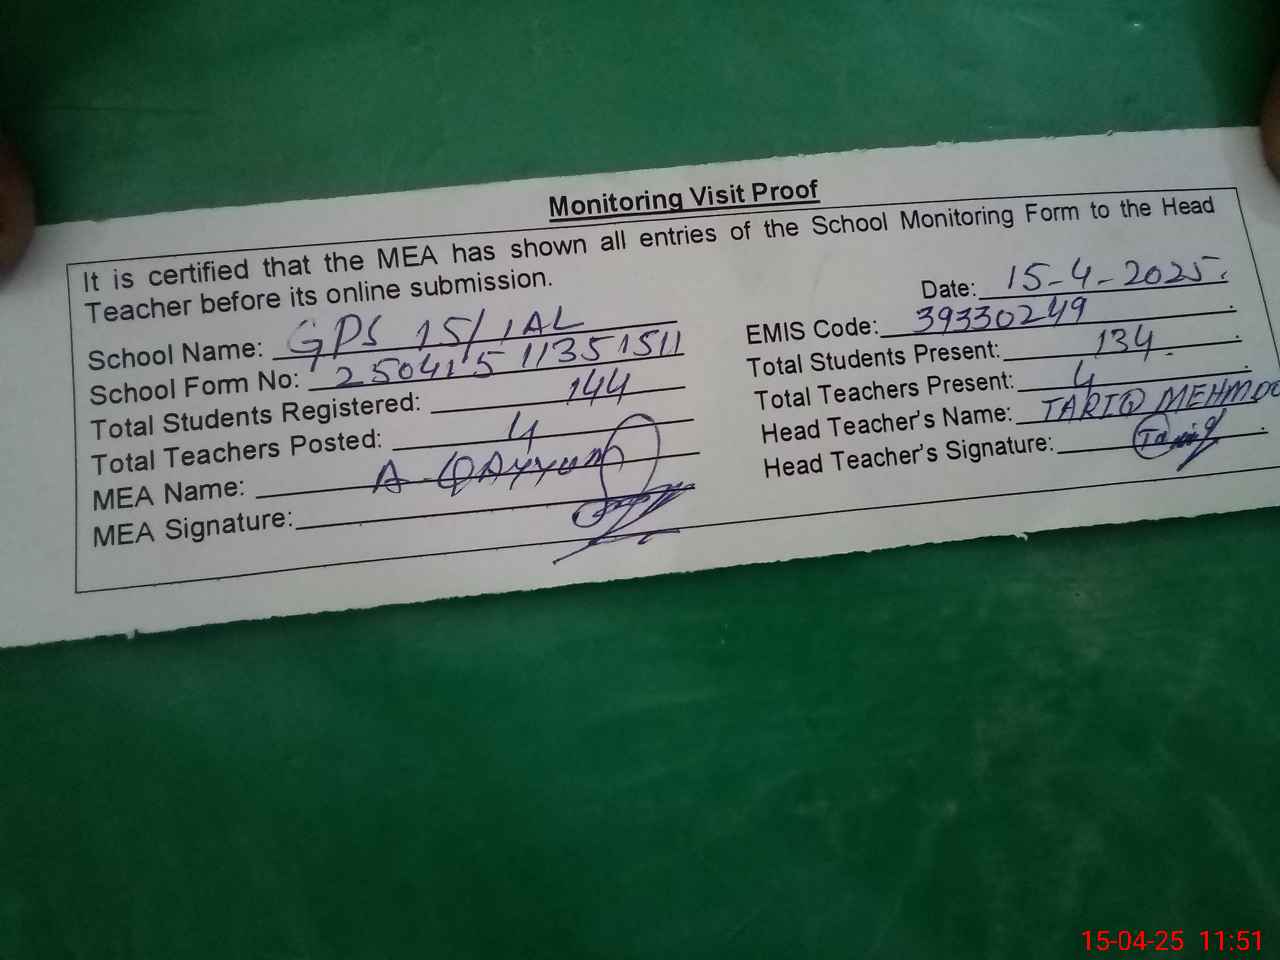 Monitoring Visit Proof
It is certified that the MEA has shown all entries of the School Monitoring Form to the Head
Teacher before its online submission.
Date: 15-4-2025.
School Name: GPS 15/1AL
EMIS Code: 39330249
School Form No: 250415 11351511
Total Students Present: 134
Total Students Registered: 144
Total Teachers Present: 4
Total Teachers Posted: 4
Head Teacher's Name: TARIQ MEHMOO
MEA Name: A-QAyyum
Head Teacher's Signature: Tariq
MEA Signature:
15-04-25 11:51